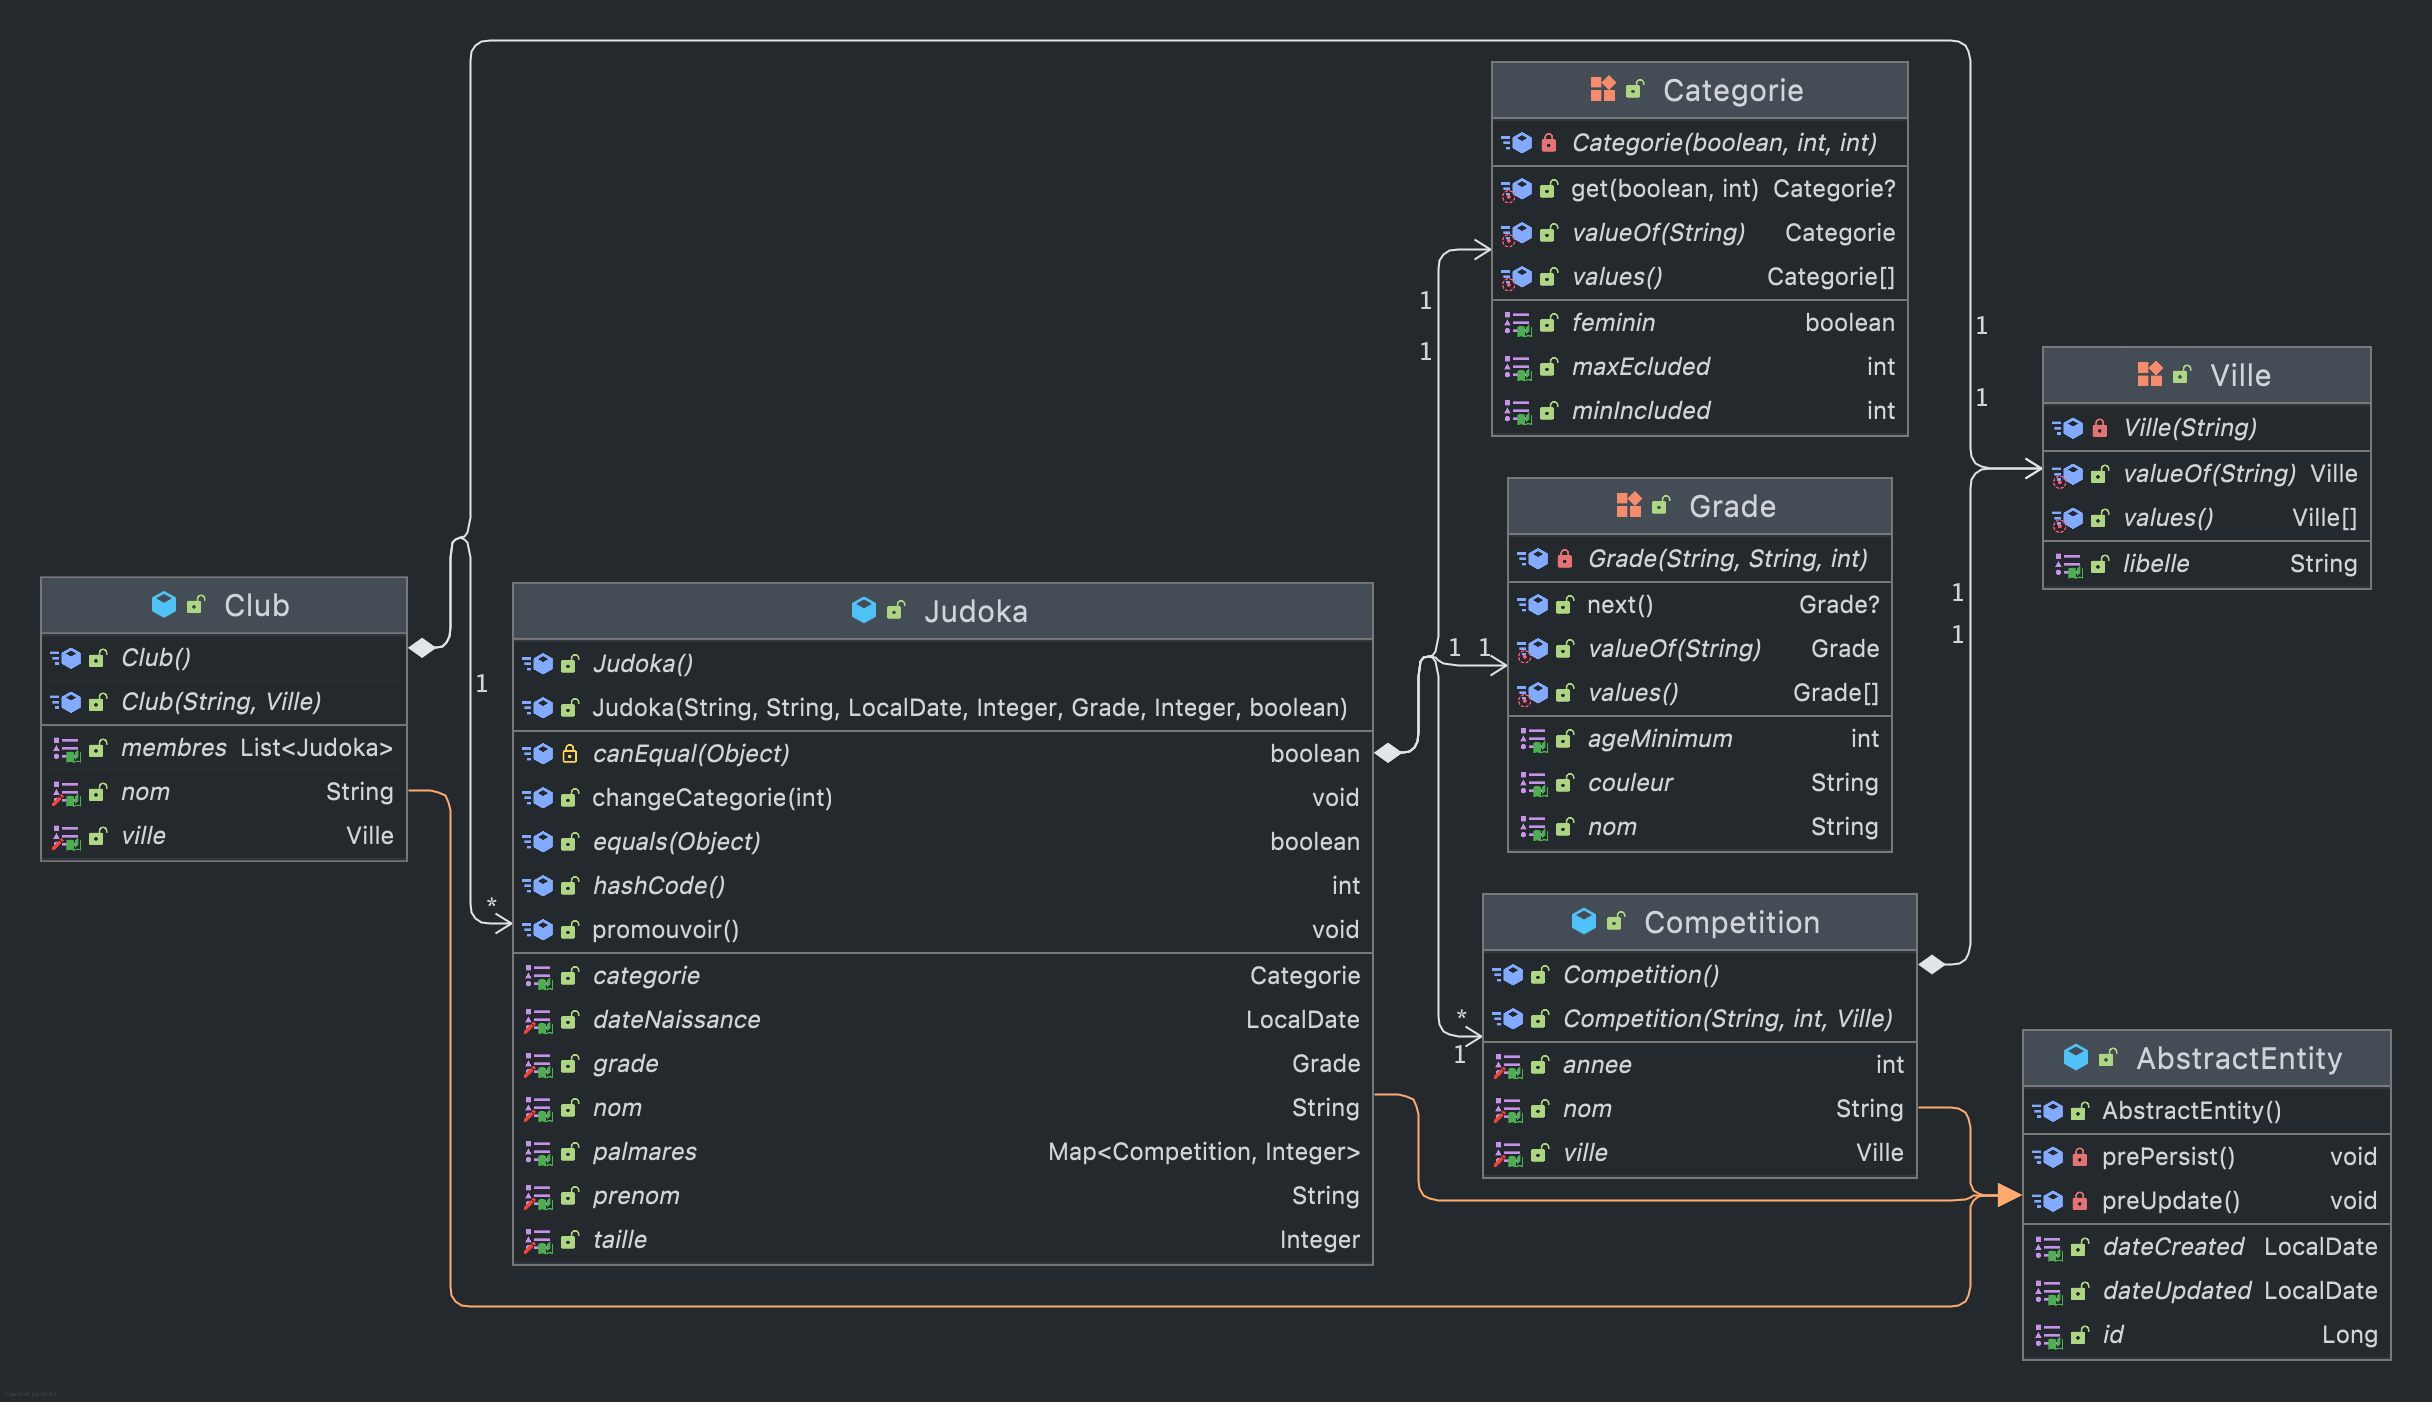 Categorie
Categorie(boolean, int, int)
get(boolean, int) Categorie?
valueOf(String) Categorie
values() Categorie[]
feminin boolean
maxEcluded int
minIncluded int
1
1
1
1
Ville
Ville(String)
valueOf(String) Ville
values() Ville[]
libelle String
Grade
Grade(String, String, int)
next() Grade?
valueOf(String) Grade
values() Grade[]
ageMinimum int
couleur String
nom String
1 1
1
1
Club
Club()
Club(String, Ville)
membres List<Judoka>
nom String
ville Ville
1
*
Judoka
Judoka()
Judoka(String, String, LocalDate, Integer, Grade, Integer, boolean)
canEqual(Object) boolean
changeCategorie(int) void
equals(Object) boolean
hashCode() int
promouvoir() void
categorie Categorie
dateNaissance LocalDate
grade Grade
nom String
palmares Map<Competition, Integer>
prenom String
taille Integer
*
1
Competition
Competition()
Competition(String, int, Ville)
annee int
nom String
ville Ville
AbstractEntity
AbstractEntity()
prePersist() void
preUpdate() void
dateCreated LocalDate
dateUpdated LocalDate
id Long